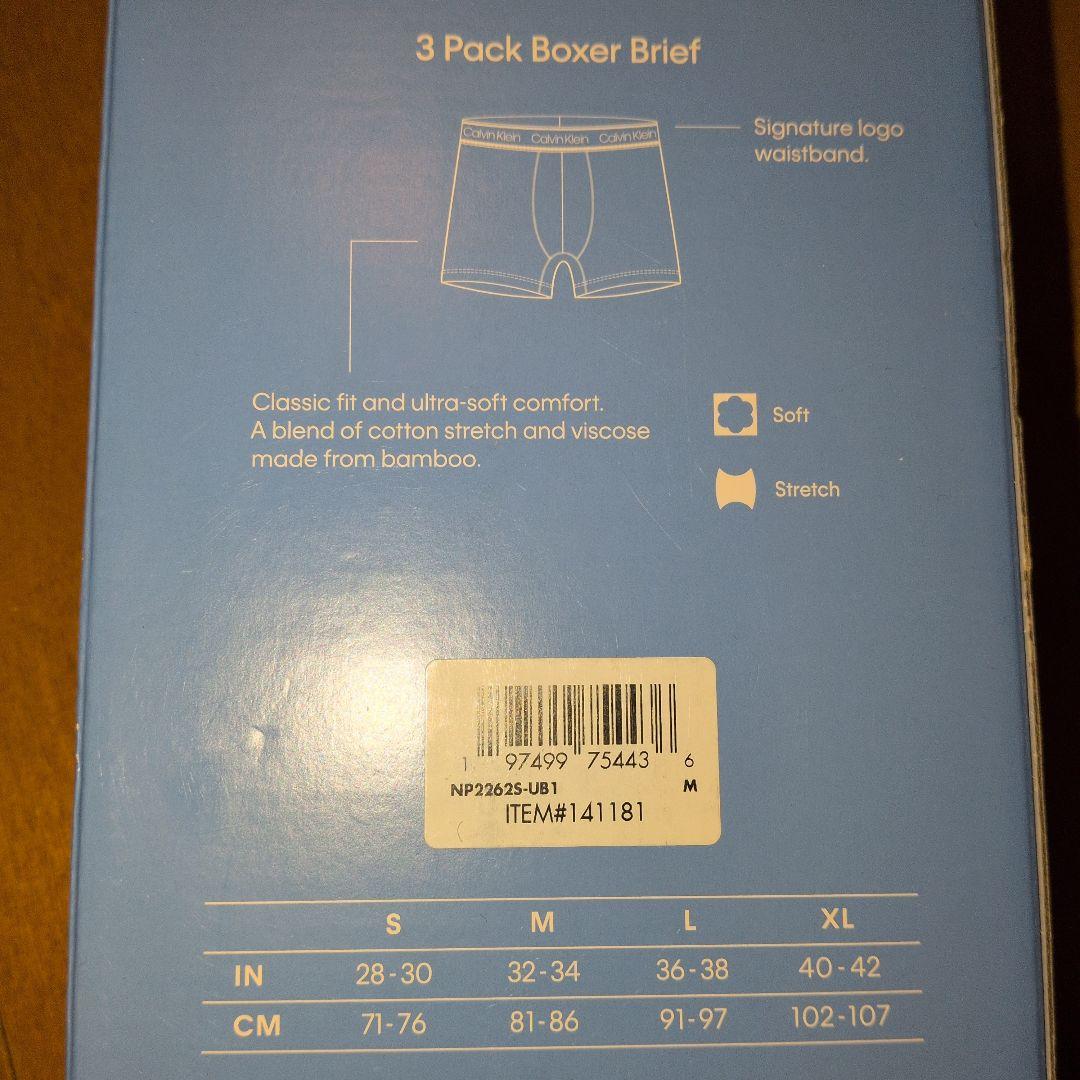 3 Pack Boxer Brief
Calvin Klein Calvin Klein Calvin Klein
Signature logo
waistband.
Classic fit and ultra-soft comfort.
A blend of cotton stretch and viscose
made from bamboo.
Soft
Stretch
1 97499 75443 6
NP2262S-UB1 M
ITEM#141181
S M L XL
IN 28-30 32-34 36-38 40-42
CM 71-76 81-86 91-97 102-107